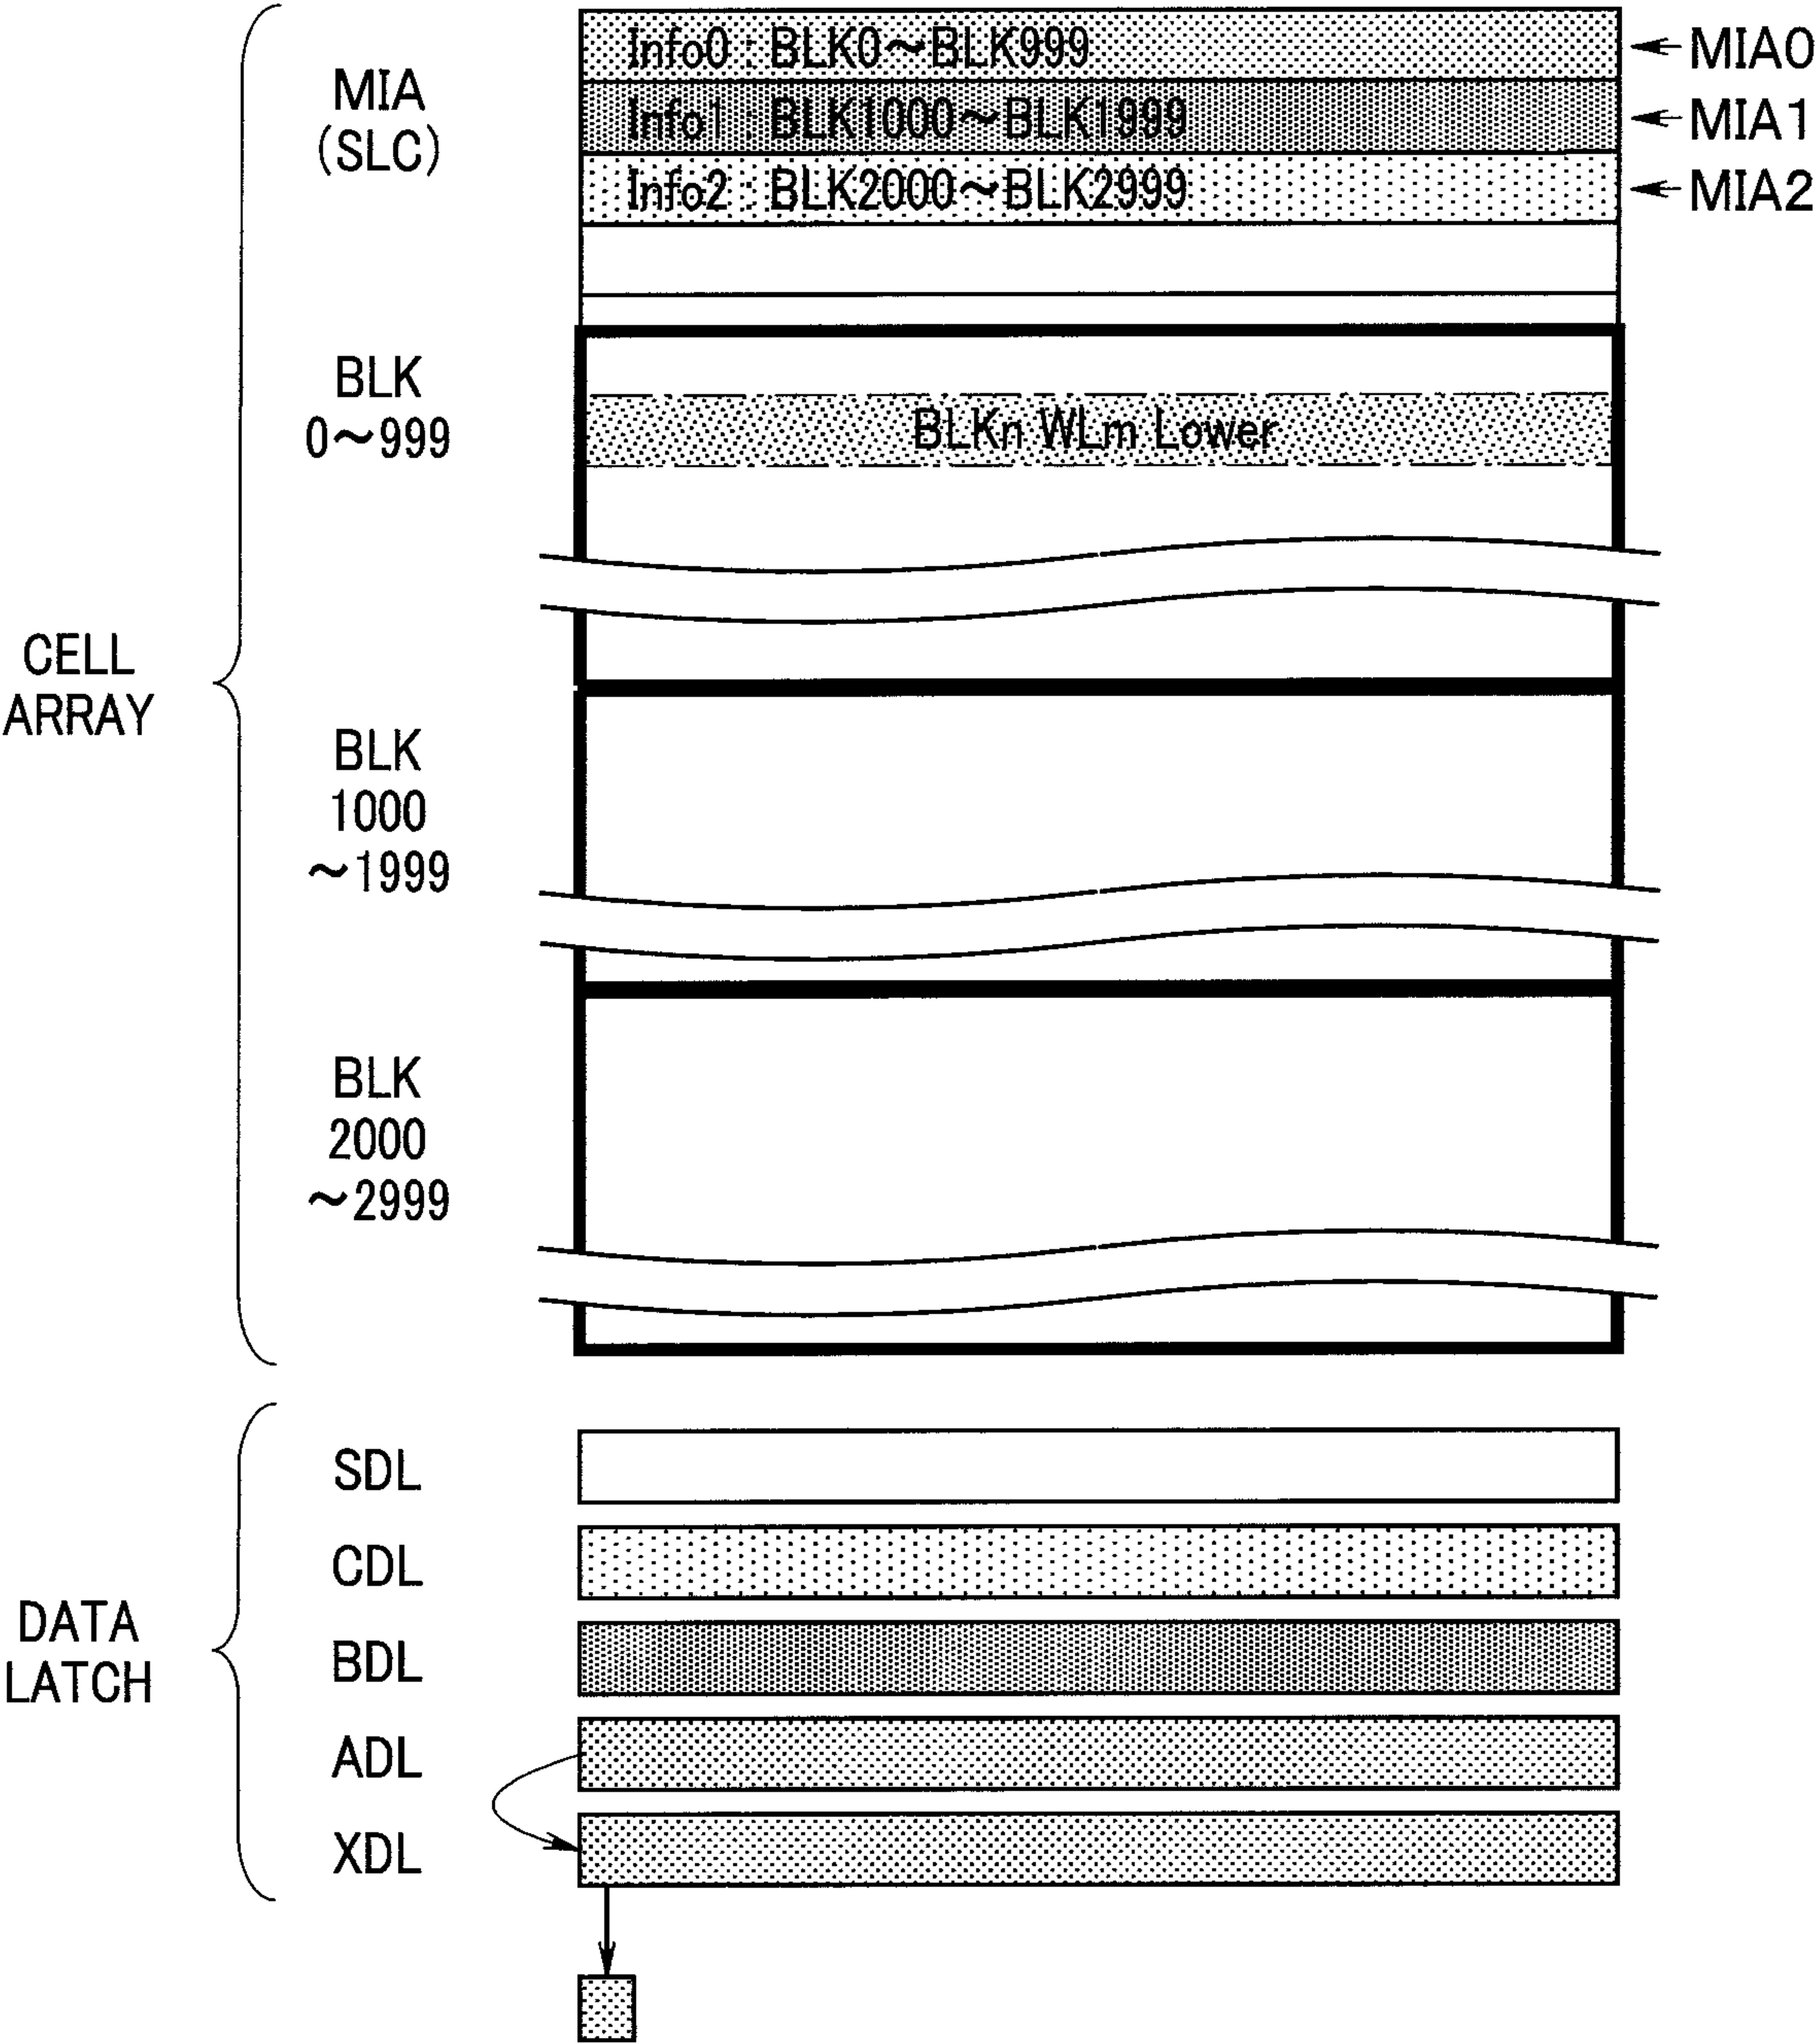 Info0 : BLK0～BLK999
MIA0
MIA
(SLC)
Info1 : BLK1000～BLK1999
MIA1
Info2 : BLK2000～BLK2999
MIA2
BLK
0～999
BLKn WLm Lower
CELL
ARRAY
BLK
1000
～1999
BLK
2000
～2999
SDL
CDL
DATA
LATCH
BDL
ADL
XDL